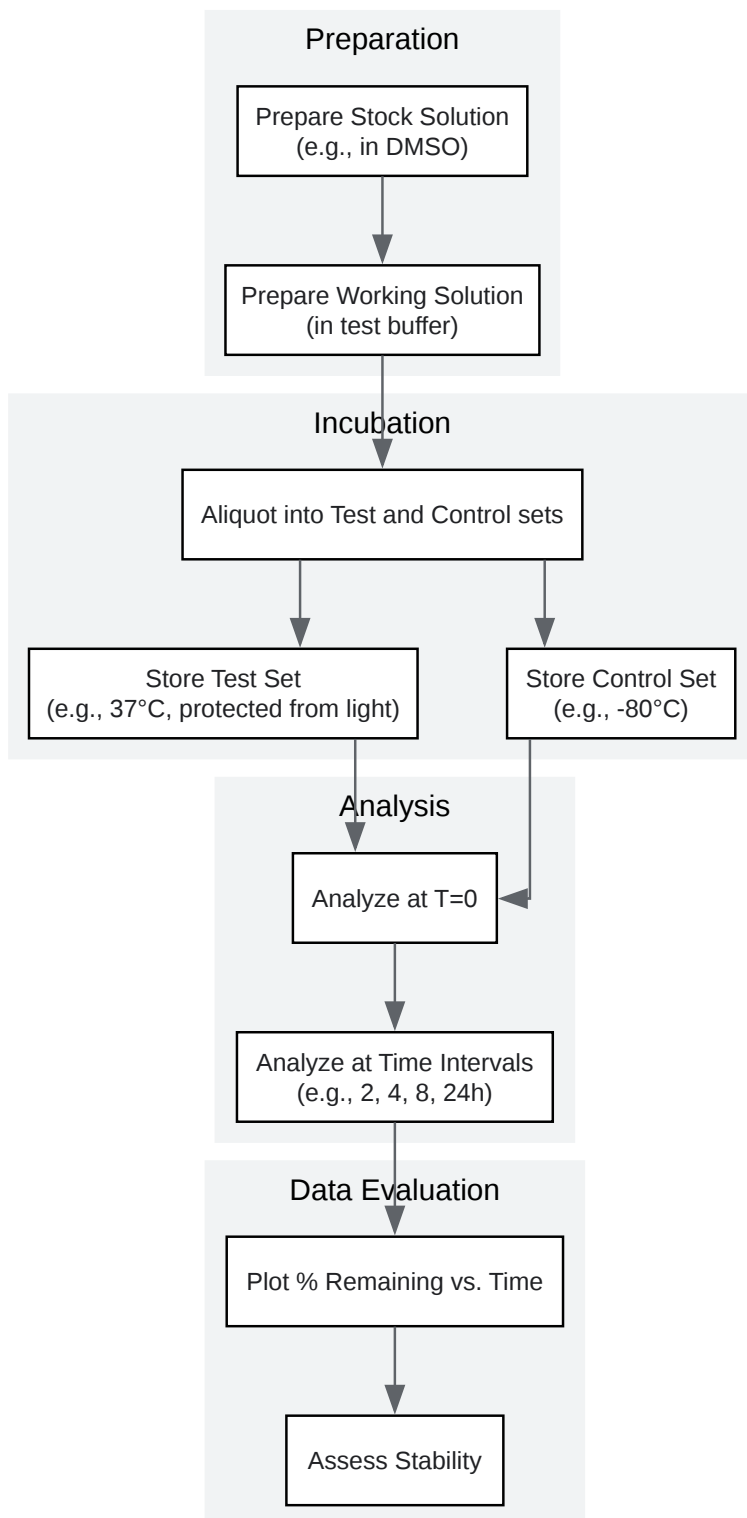 Preparation
Prepare Stock Solution
(e.g., in DMSO)
Prepare Working Solution
(in test buffer)
Incubation
Aliquot into Test and Control sets
Store Test Set
(e.g., 37°C, protected from light)
Store Control Set
(e.g., -80°C)
Analysis
Analyze at T=0
Analyze at Time Intervals
(e.g., 2, 4, 8, 24h)
Data Evaluation
Plot % Remaining vs. Time
Assess Stability